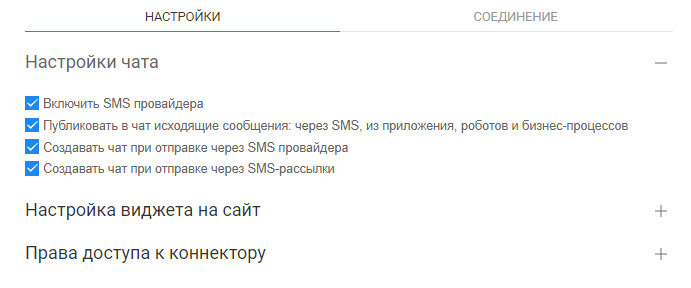 НАСТРОЙКИ СОЕДИНЕНИЕ
Настройки чата
Включить SMS провайдера
Публиковать в чат исходящие сообщения: через SMS, из приложения, роботов и бизнес-процессов
Создавать чат при отправке через SMS провайдера
Создавать чат при отправке через SMS-рассылки
Настройка виджета на сайт
Права доступа к коннектору